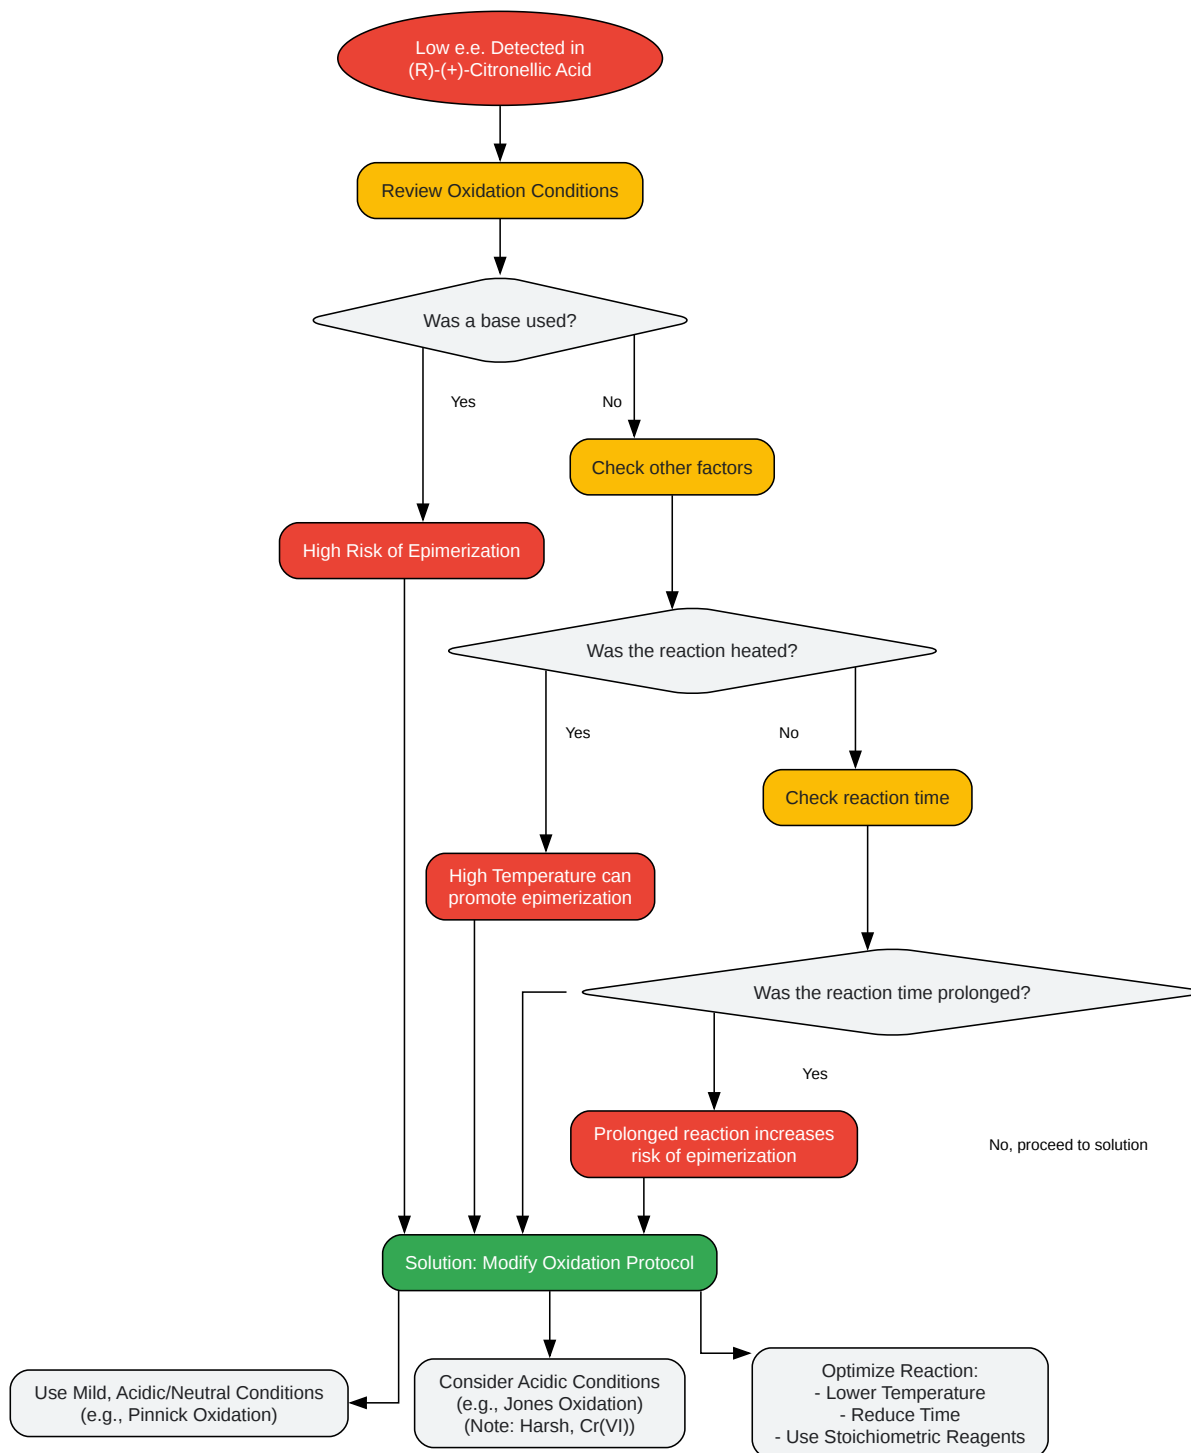 Low e.e. Detected in
(R)-(+)-Citronellic Acid
Review Oxidation Conditions
Was a base used?
Yes
No
Check other factors
High Risk of Epimerization
Was the reaction heated?
Yes
No
Check reaction time
High Temperature can
promote epimerization
Was the reaction time prolonged?
Yes
Prolonged reaction increases
risk of epimerization
No, proceed to solution
Solution: Modify Oxidation Protocol
Use Mild, Acidic/Neutral Conditions
(e.g., Pinnick Oxidation)
Consider Acidic Conditions
(e.g., Jones Oxidation)
(Note: Harsh, Cr(VI))
Optimize Reaction:
- Lower Temperature
- Reduce Time
- Use Stoichiometric Reagents